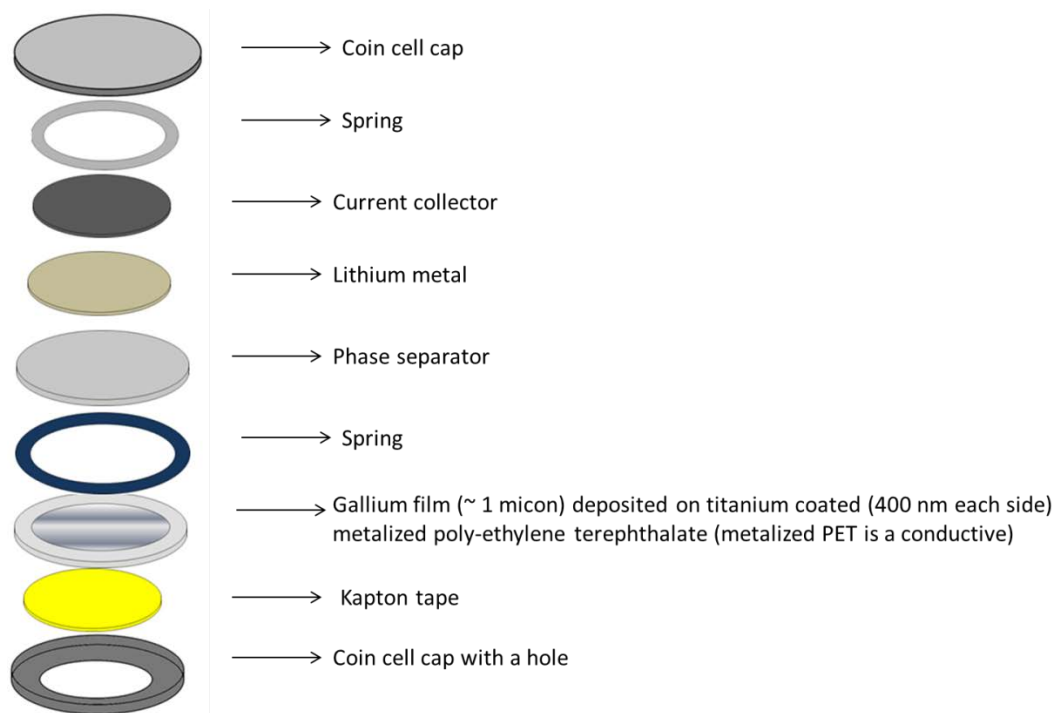 Coin cell cap
Spring
Current collector
Lithium metal
Phase separator
Spring
Gallium film (~ 1 micon) deposited on titanium coated (400 nm each side)
metalized poly-ethylene terephthalate (metalized PET is a conductive)
Kapton tape
Coin cell cap with a hole